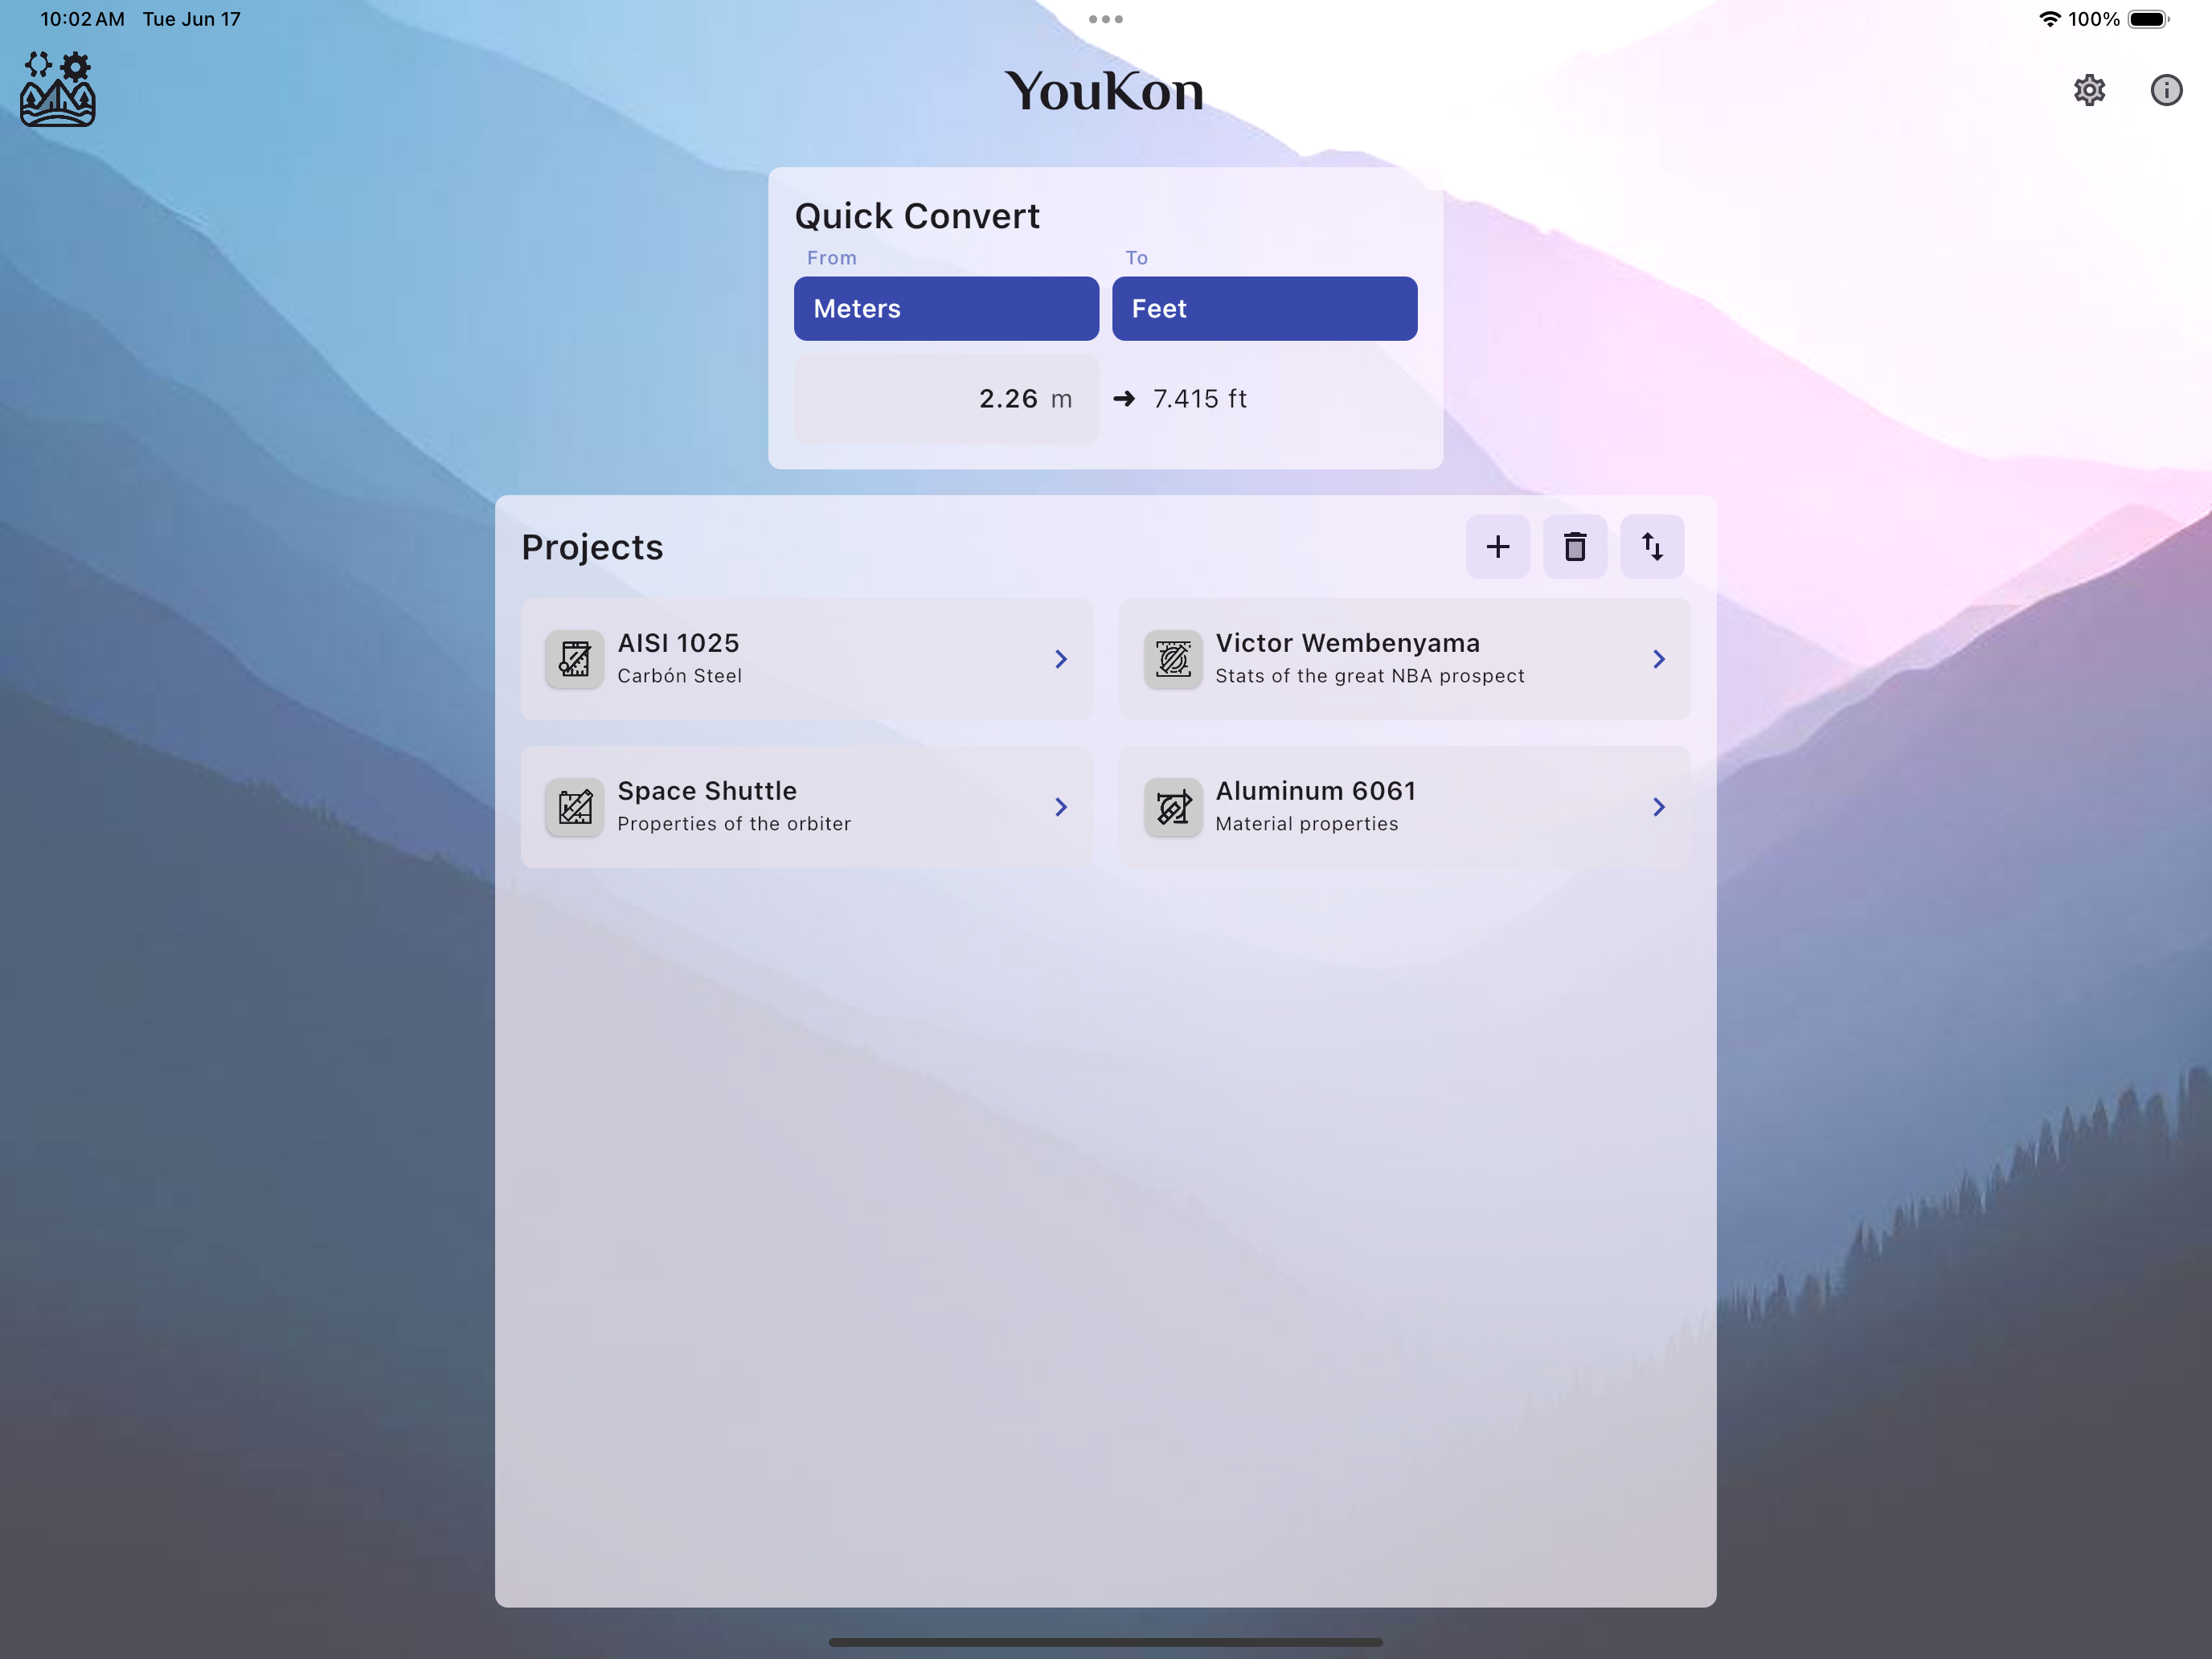 10:02 AM Tue Jun 17
100%
YouKon
Quick Convert
From To
Meters Feet
2.26 m → 7.415 ft
Projects
AISI 1025
Carbón Steel
Victor Wembenyama
Stats of the great NBA prospect
Space Shuttle
Properties of the orbiter
Aluminum 6061
Material properties